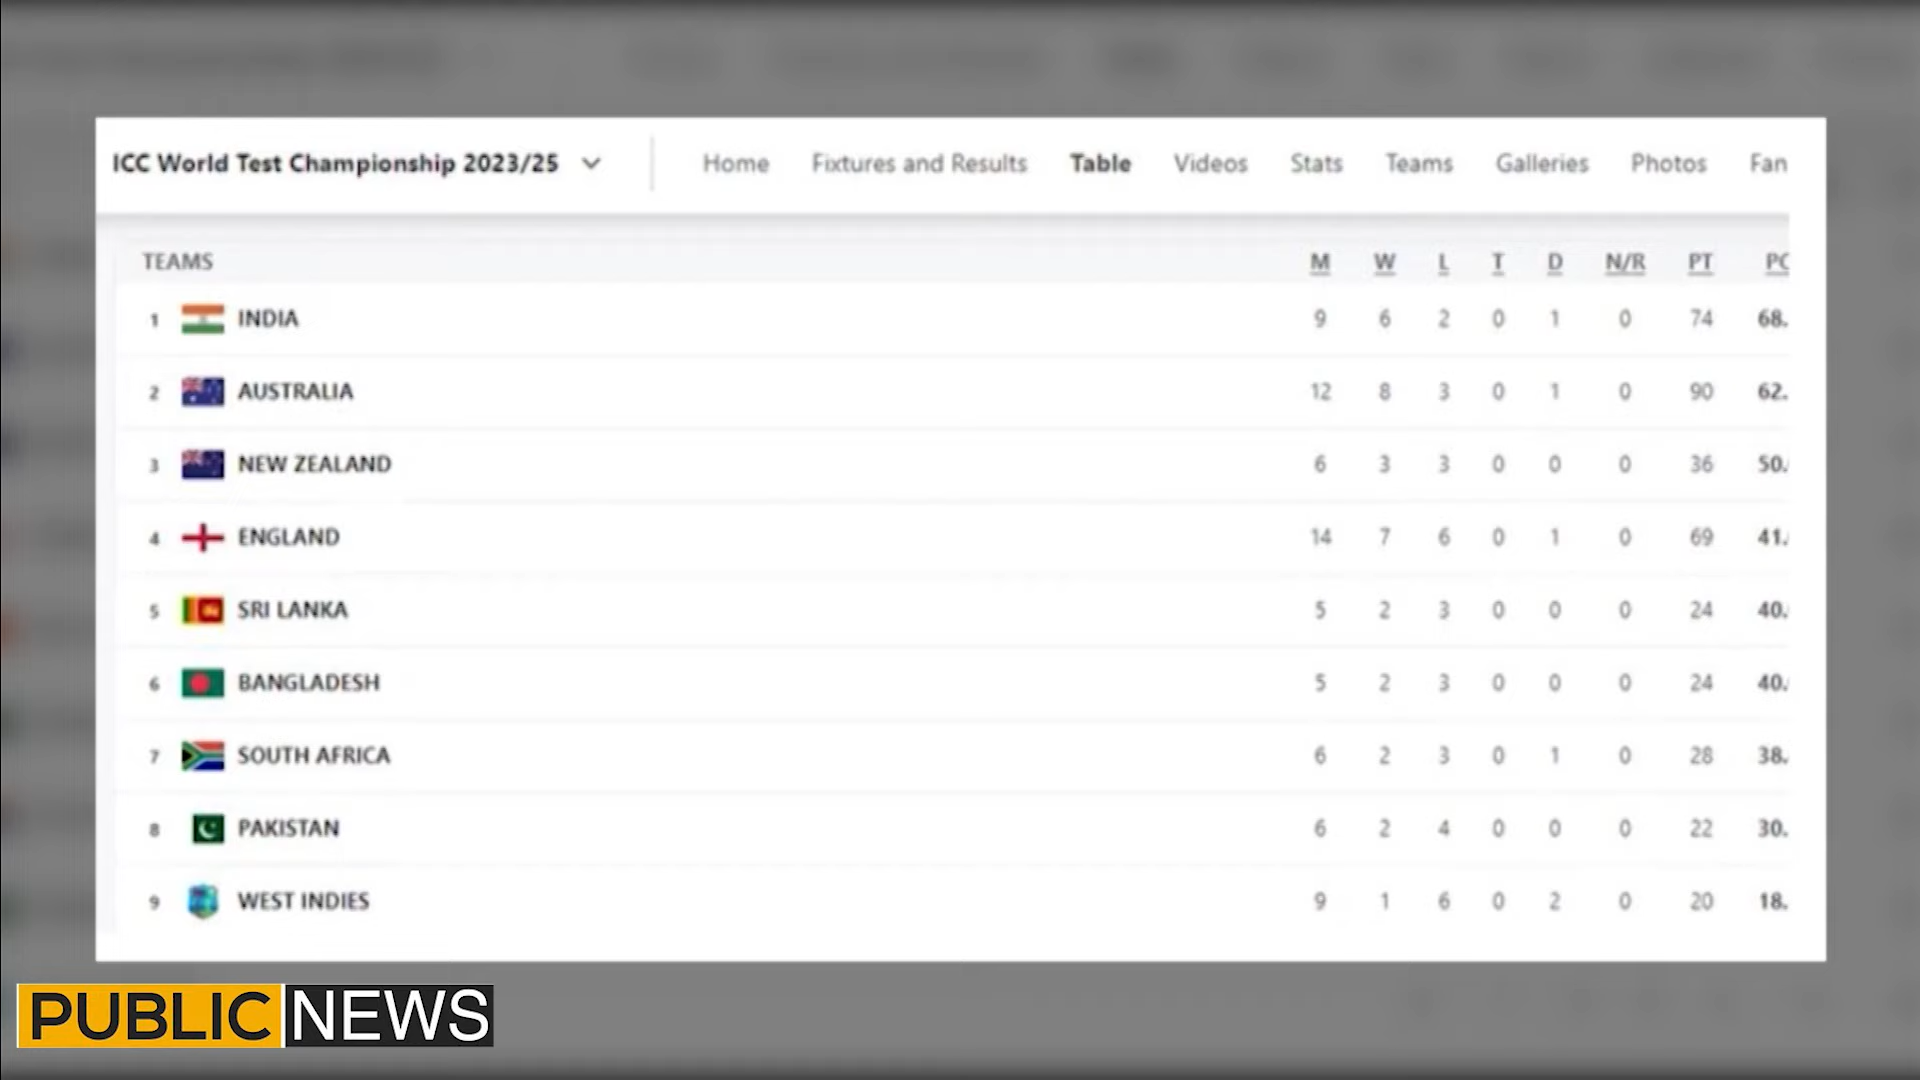 ICC World Test Championship 2023/25 Home Fixtures and Results Table Videos Stats Teams Galleries Photos Fan
TEAMS M W L T D N/R PT
1 INDIA 9 6 2 0 1 0 74 68.
2 AUSTRALIA 12 8 3 0 1 0 90 62.
3 NEW ZEALAND 6 3 3 0 0 0 36 50.
4 ENGLAND 14 7 6 0 1 0 69 41.
5 SRI LANKA 5 2 3 0 0 0 24 40.
6 BANGLADESH 5 2 3 0 0 0 24 40.
7 SOUTH AFRICA 6 2 3 0 1 0 28 38.
8 PAKISTAN 6 2 4 0 0 0 22 30.
9 WEST INDIES 9 1 6 0 2 0 20 18.
PUBLIC NEWS